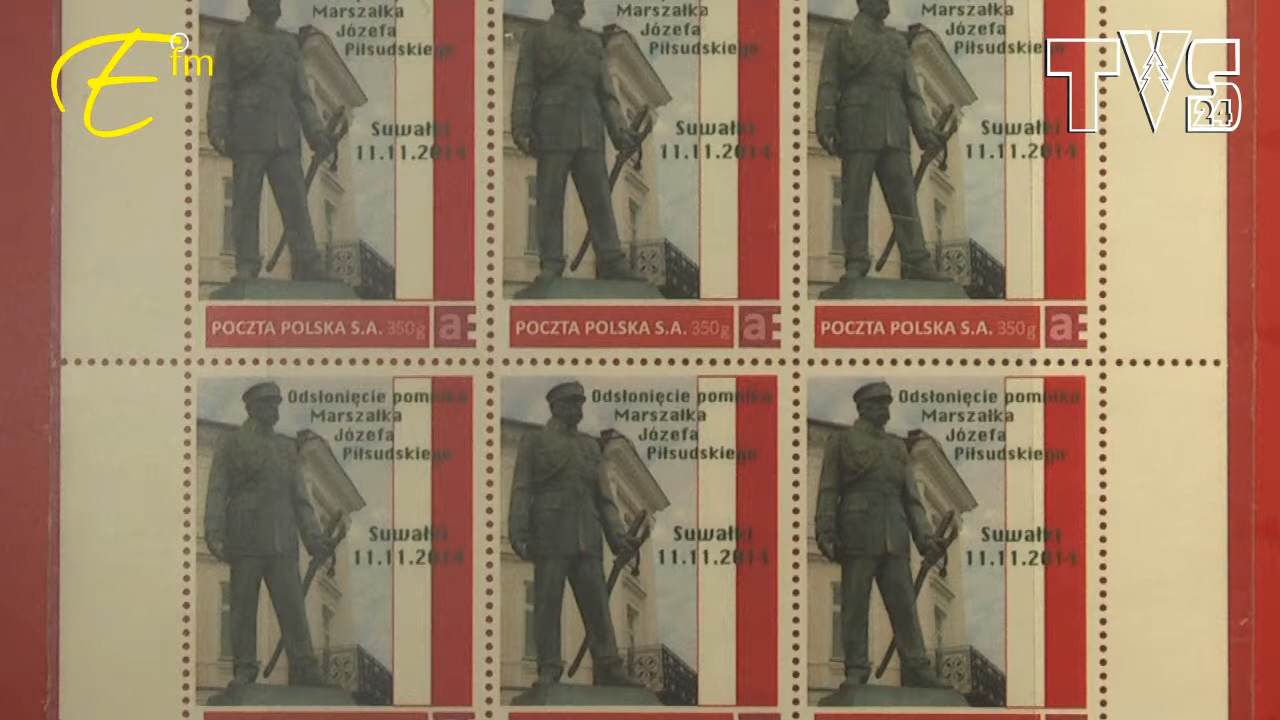 Efm
TVS
24
Marszałka
Józefa
Piłsudskiego
Suwałki
11.11.2014
POCZTA POLSKA S.A. 350g a
Marszałka
Józefa
Piłsudskiego
Suwałki
11.11.2014
POCZTA POLSKA S.A. 350g a
Marszałka
Józefa
Piłsudskiego
Suwałki
11.11.2014
POCZTA POLSKA S.A. 350g a
Odsłonięcie pomnika
Marszałka
Józefa
Piłsudskiego
Suwałki
11.11.2014
Odsłonięcie pomnika
Marszałka
Józefa
Piłsudskiego
Suwałki
11.11.2014
Odsłonięcie pomnika
Marszałka
Józefa
Piłsudskiego
Suwałki
11.11.2014